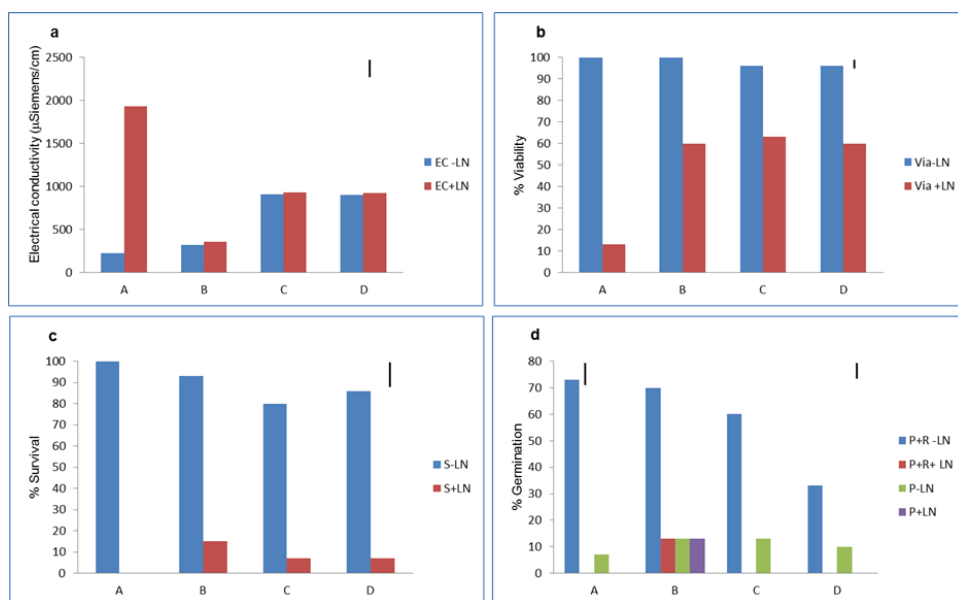 a
Electrical conductivity (µSiemens/cm)
2500
2000
1500
1000
500
0
A B C D
EC -LN
EC+LN
b
% Viability
100
90
80
70
60
50
40
30
20
10
0
A B C D
Via-LN
Via +LN
c
% Survival
100
90
80
70
60
50
40
30
20
10
0
A B C D
S-LN
S+LN
d
% Germination
80
70
60
50
40
30
20
10
0
A B C D
P+R -LN
P+R+ LN
P-LN
P+LN